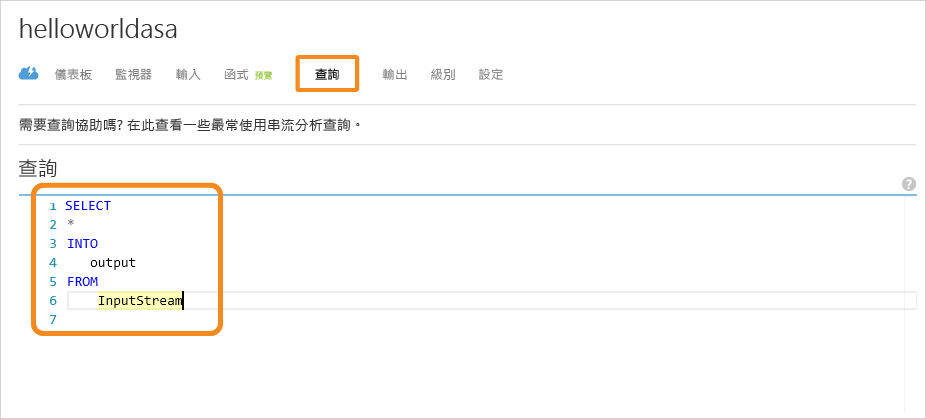 helloworldasa
儀表板 監視器 輸入 函式 預覽 查詢 輸出 級別 設定
需要查詢協助嗎? 在此查看一些最常使用串流分析查詢。
查詢
?
1 SELECT
2 *
3 INTO
4 output
5 FROM
6 InputStream
7